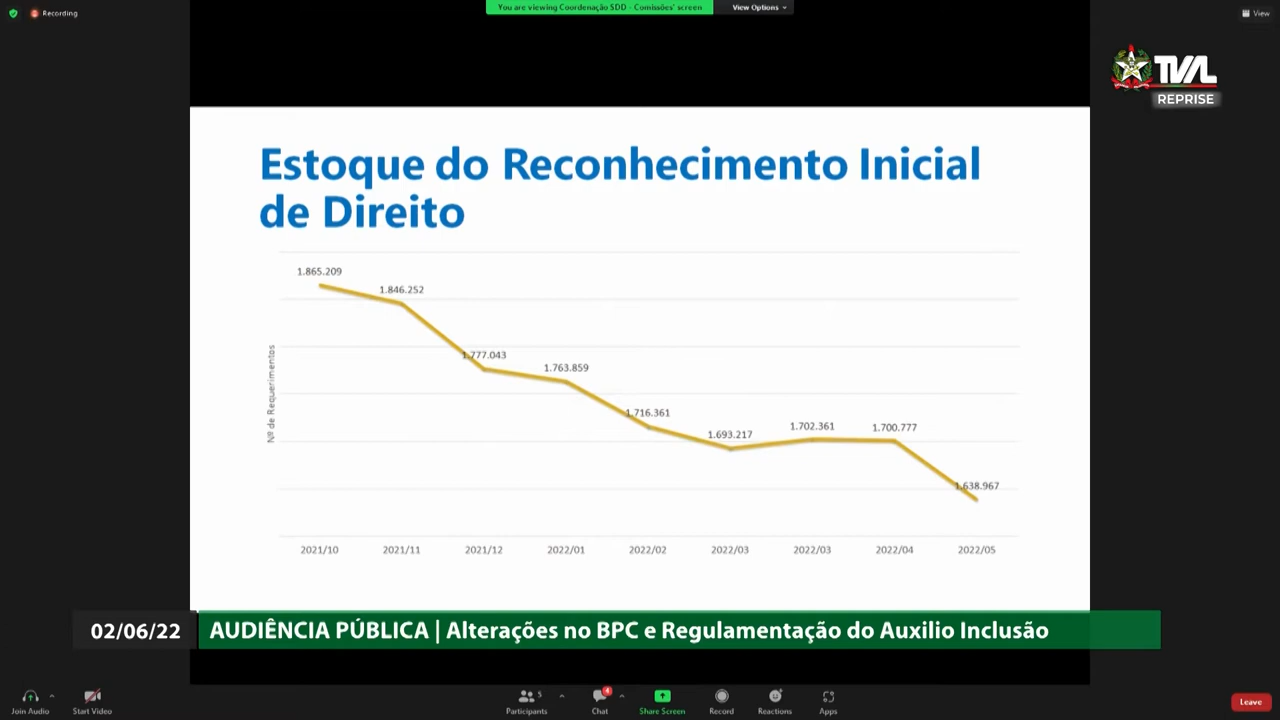 Recording
You are viewing Coordenação SDD - Comissões' screen
View Options
View
TVAL
REPRISE
Estoque do Reconhecimento Inicial
de Direito
1.865.209
1.846.252
1.777.043
1.763.859
1.716.361
1.693.217
1.702.361
1.700.777
1.638.967
Nº de Requerimentos
2021/10 2021/11 2021/12 2022/01 2022/02 2022/03 2022/03 2022/04 2022/05
02/06/22 AUDIÊNCIA PÚBLICA | Alterações no BPC e Regulamentação do Auxilio Inclusão
5
4
Join Audio Start Video Participants Chat Share Screen Record Reactions Apps Leave